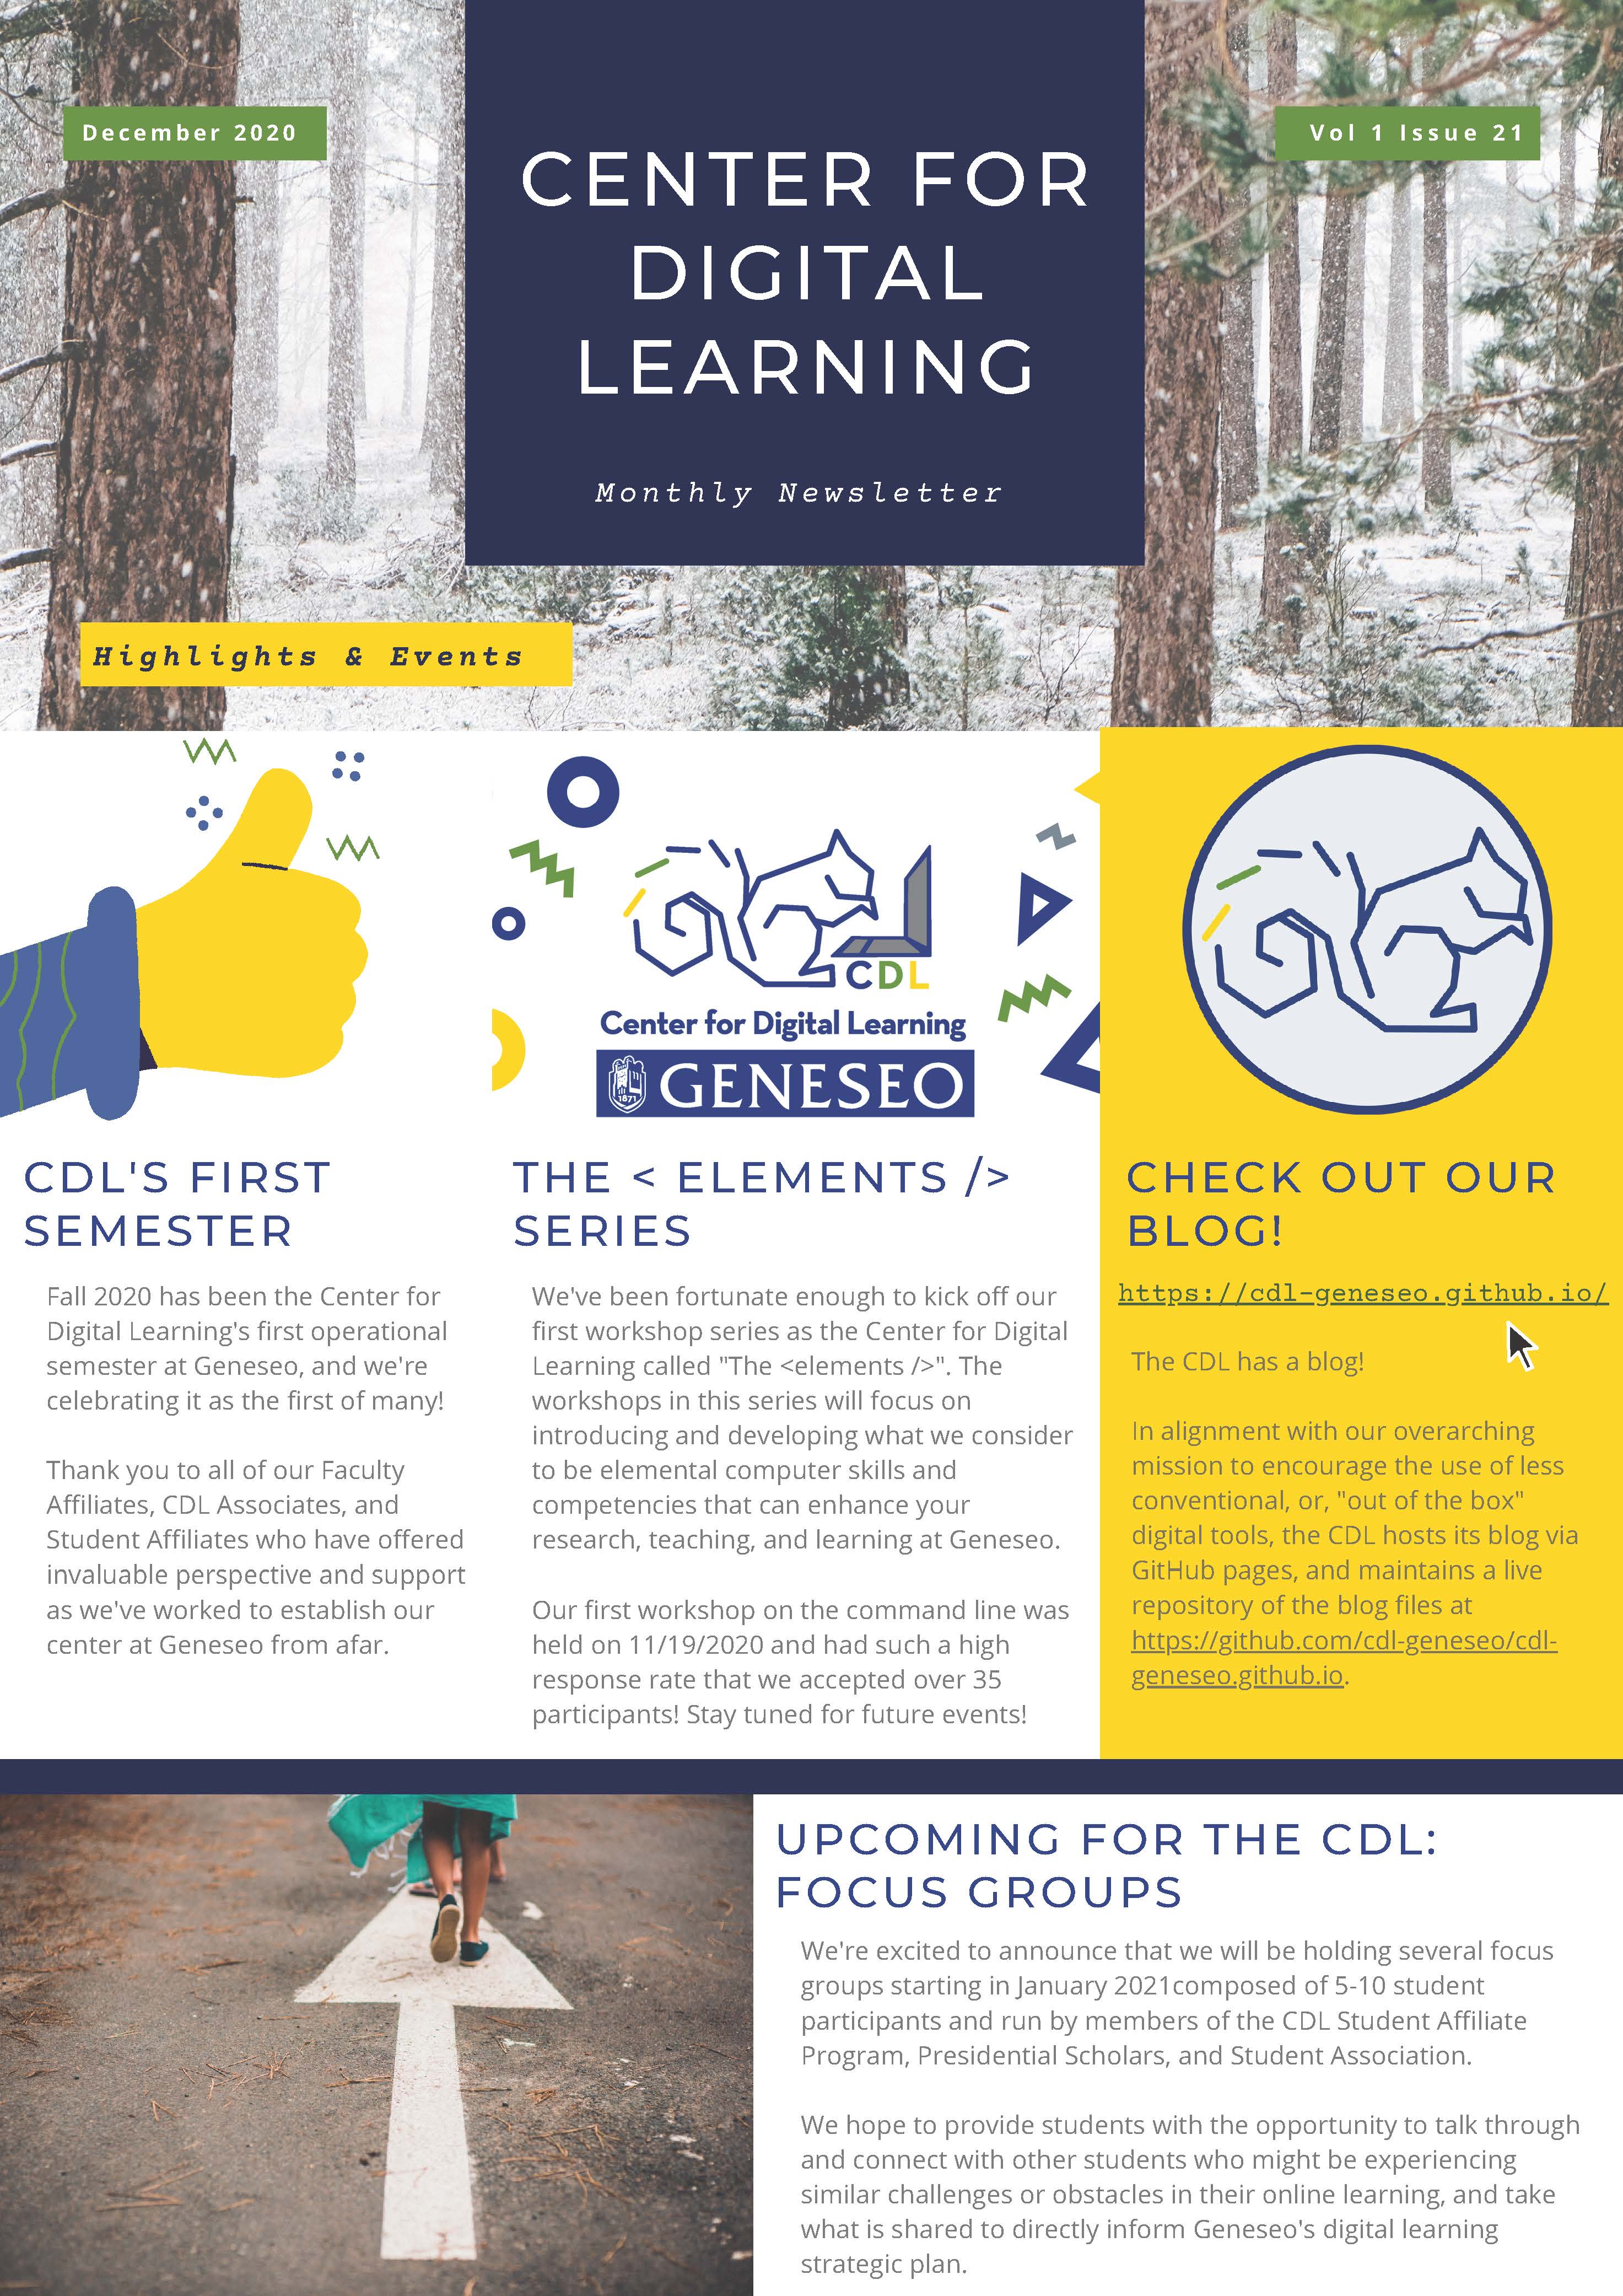 December 2020
Vol 1 Issue 21
CENTER FOR
DIGITAL
LEARNING
Monthly Newsletter
Highlights & Events
CDL
Center for Digital Learning
1871
GENESEO
CDL'S FIRST
SEMESTER
Fall 2020 has been the Center for
Digital Learning's first operational
semester at Geneseo, and we're
celebrating it as the first of many!
Thank you to all of our Faculty
Affiliates, CDL Associates, and
Student Affiliates who have offered
invaluable perspective and support
as we've worked to establish our
center at Geneseo from afar.
THE < ELEMENTS />
SERIES
We've been fortunate enough to kick off our
first workshop series as the Center for Digital
Learning called "The <elements />". The
workshops in this series will focus on
introducing and developing what we consider
to be elemental computer skills and
competencies that can enhance your
research, teaching, and learning at Geneseo.
Our first workshop on the command line was
held on 11/19/2020 and had such a high
response rate that we accepted over 35
participants! Stay tuned for future events!
CHECK OUT OUR
BLOG!
https://cdl-geneseo.github.io/
The CDL has a blog!
In alignment with our overarching
mission to encourage the use of less
conventional, or, "out of the box"
digital tools, the CDL hosts its blog via
GitHub pages, and maintains a live
repository of the blog files at
https://github.com/cdl-geneseo/cdl-
geneseo.github.io.
UPCOMING FOR THE CDL:
FOCUS GROUPS
We're excited to announce that we will be holding several focus
groups starting in January 2021composed of 5-10 student
participants and run by members of the CDL Student Affiliate
Program, Presidential Scholars, and Student Association.
We hope to provide students with the opportunity to talk through
and connect with other students who might be experiencing
similar challenges or obstacles in their online learning, and take
what is shared to directly inform Geneseo's digital learning
strategic plan.